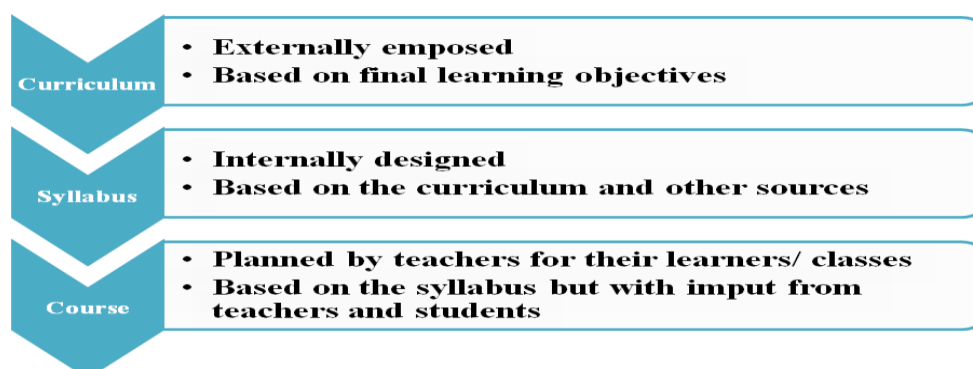 Curriculum
• Externally emposed
• Based on final learning objectives
Syllabus
• Internally designed
• Based on the curriculum and other sources
Course
• Planned by teachers for their learners/ classes
• Based on the syllabus but with imput from
teachers and students